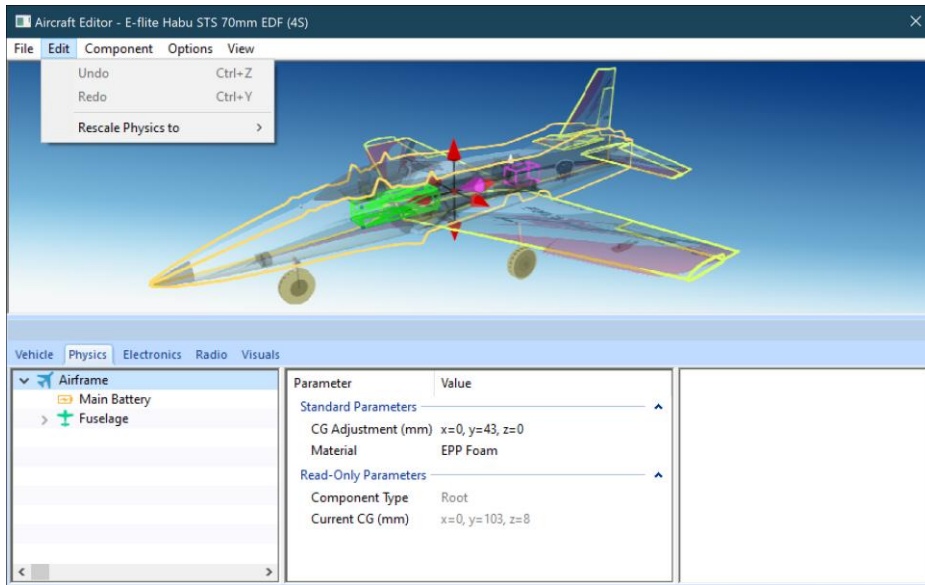 Aircraft Editor - E-flite Habu STS 70mm EDF (4S)
File Edit Component Options View
Undo Ctrl+Z
Redo Ctrl+Y
Rescale Physics to
Vehicle Physics Electronics Radio Visuals
Airframe
Main Battery
Fuselage
Parameter Value
Standard Parameters
CG Adjustment (mm) x=0, y=43, z=0
Material EPP Foam
Read-Only Parameters
Component Type Root
Current CG (mm) x=0, y=103, z=8